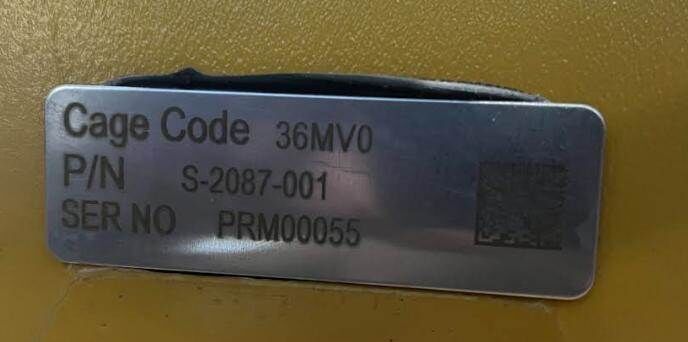 Cage Code 36MV0
P/N S-2087-001
SER NO PRM00055